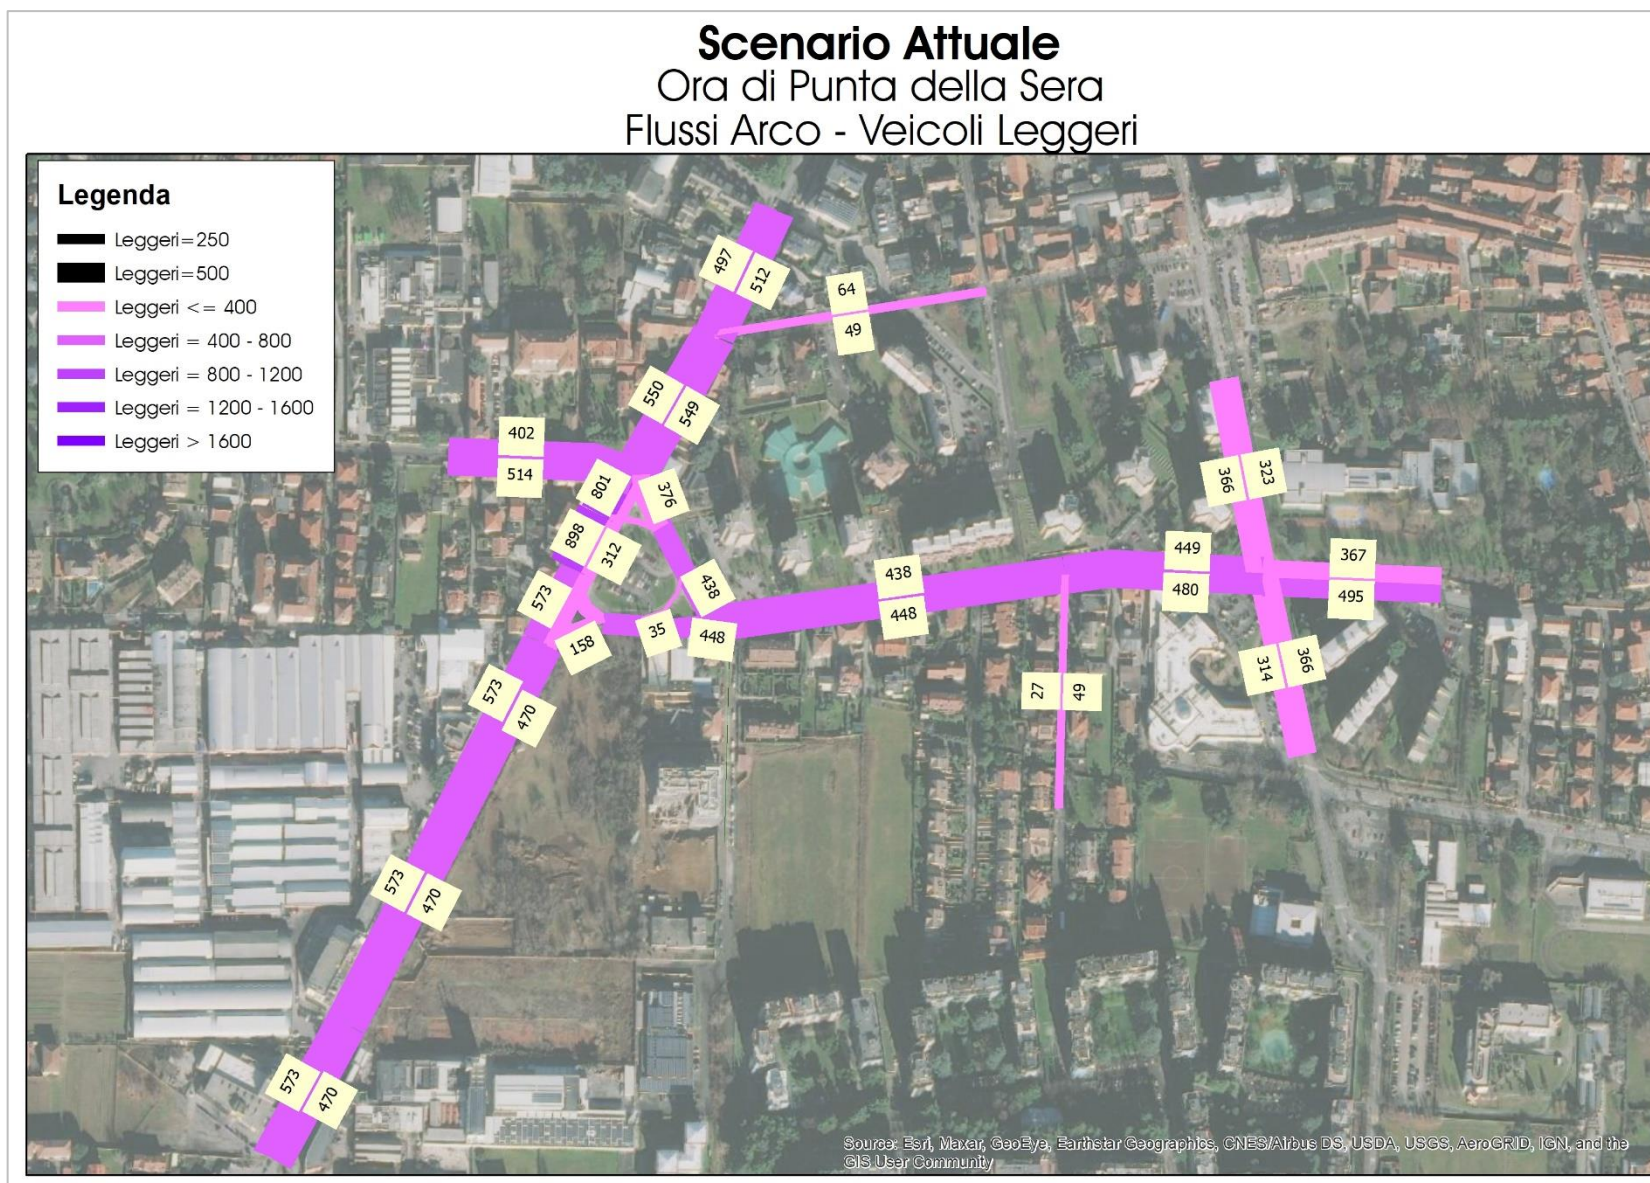 Scenario Attuale
Ora di Punta della Sera
Flussi Arco - Veicoli Leggeri
Legenda
Leggeri=250
Leggeri=500
Leggeri <= 400
Leggeri = 400 - 800
Leggeri = 800 - 1200
Leggeri = 1200 - 1600
Leggeri > 1600
497
512
64
49
550
549
402
514
801
376
898
312
573
438
158
35
448
438
448
449
480
366
323
367
495
314
366
27
49
573
470
573
470
573
470
Source: Esri, Maxar, GeoEye, Earthstar Geographics, CNES/Airbus DS, USDA, USGS, AeroGRID, IGN, and the
GIS User Community